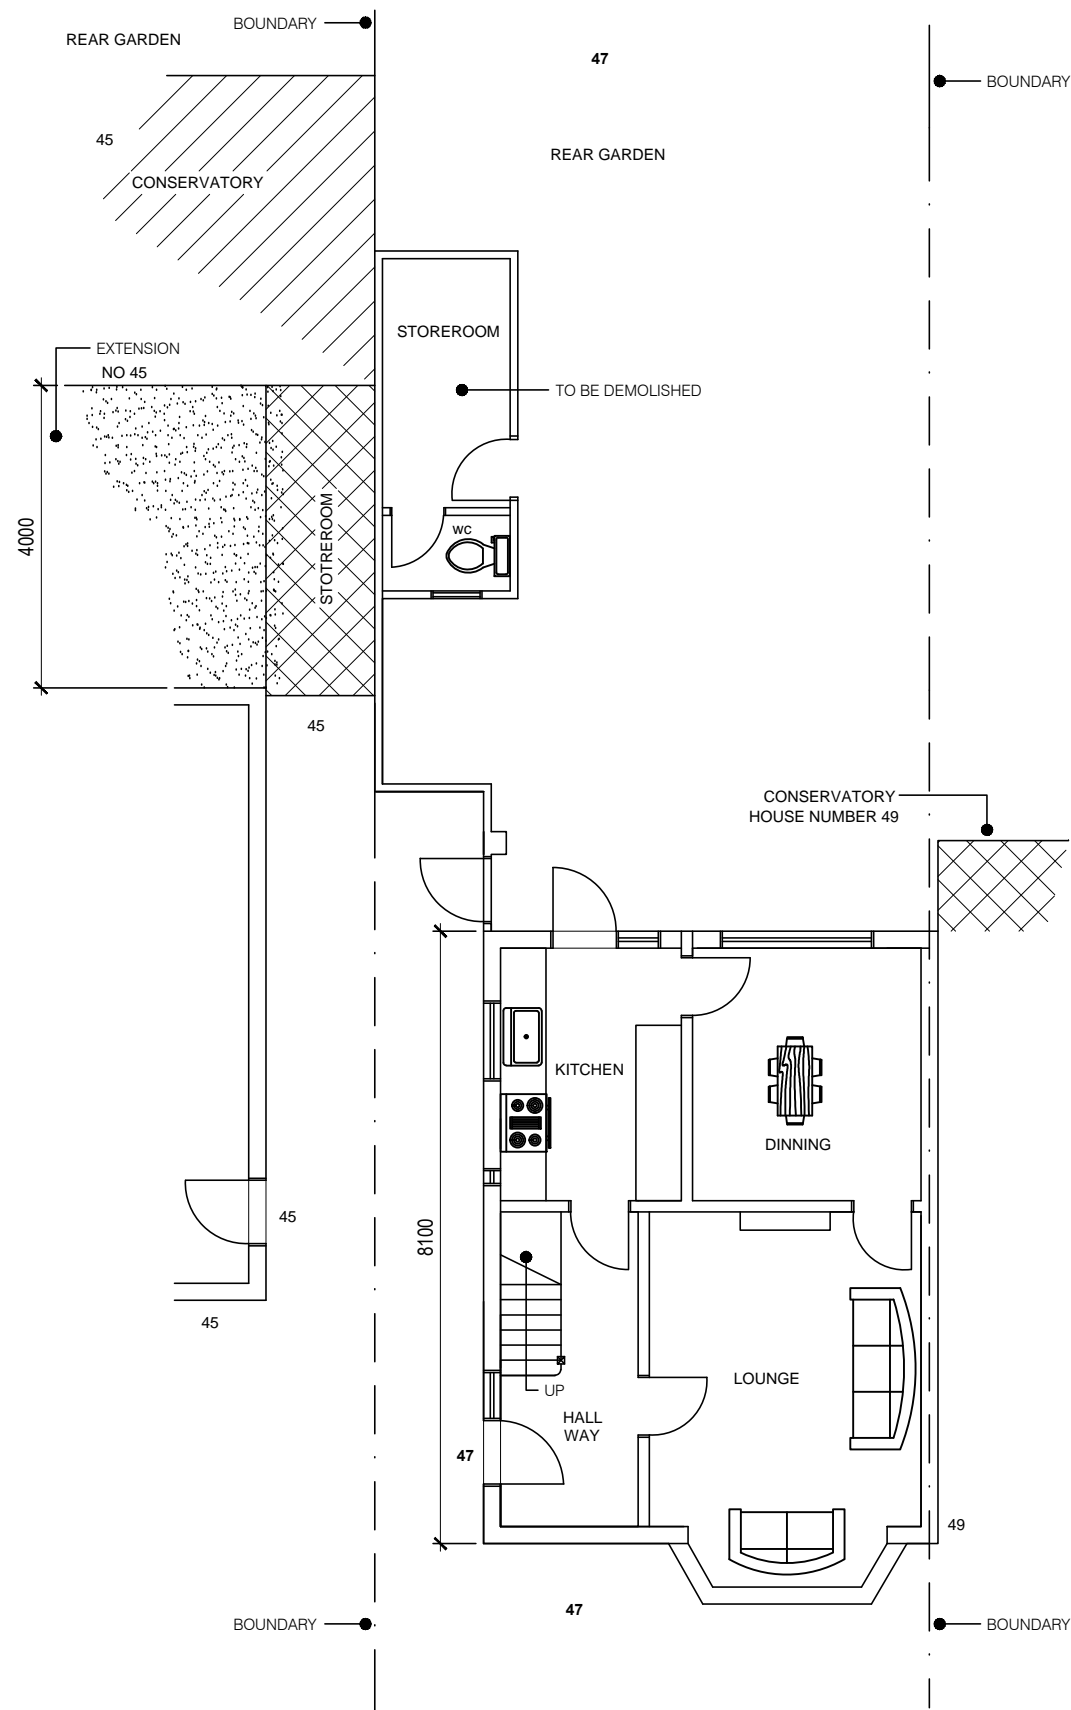 BOUNDARY
REAR GARDEN
47
BOUNDARY
45
REAR GARDEN
CONSERVATORY
STOREROOM
EXTENSION
NO 45
TO BE DEMOLISHED
4000
STOTREROOM
WC
45
CONSERVATORY
HOUSE NUMBER 49
KITCHEN
DINNING
45
8100
45
UP
LOUNGE
HALL
WAY
47
49
BOUNDARY
47
BOUNDARY